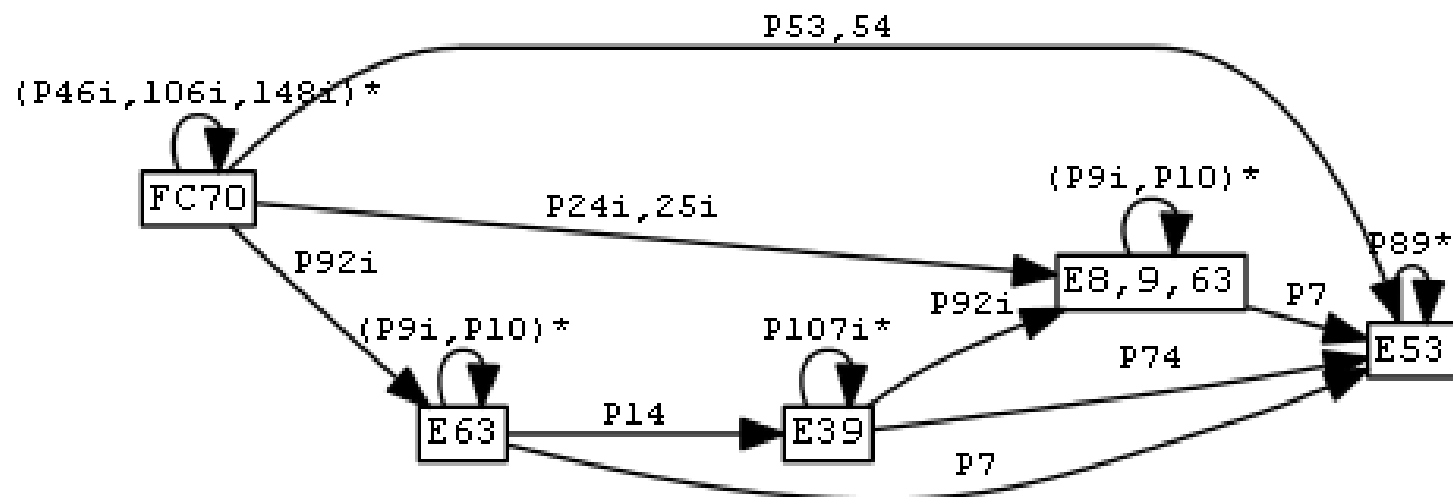 P53,54
(P46i,106i,148i)*
FC70
P24i,25i
(P9i,P10)*
E8,9,63
P89*
P92i
P92i
P7
(P9i,P10)*
P107i*
P74
E53
E63
P14
E39
P7